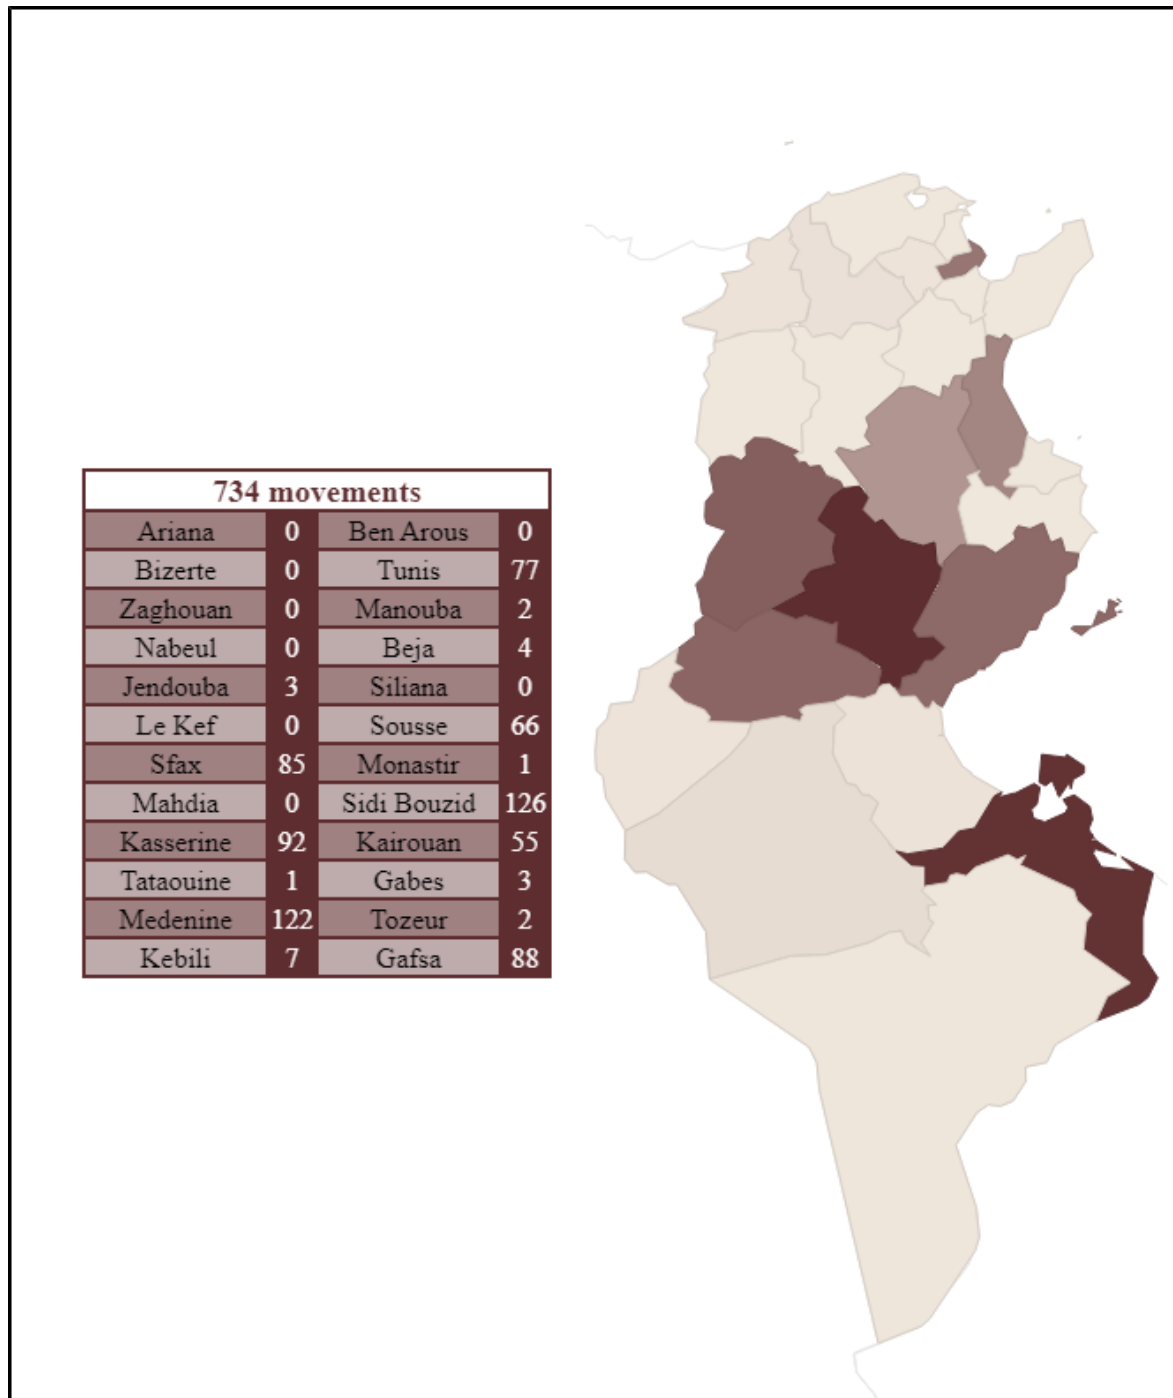 734 movements
Ariana 0 Ben Arous 0
Bizerte 0 Tunis 77
Zaghouan 0 Manouba 2
Nabeul 0 Beja 4
Jendouba 3 Siliana 0
Le Kef 0 Sousse 66
Sfax 85 Monastir 1
Mahdia 0 Sidi Bouzid 126
Kasserine 92 Kairouan 55
Tataouine 1 Gabes 3
Medenine 122 Tozeur 2
Kebili 7 Gafsa 88